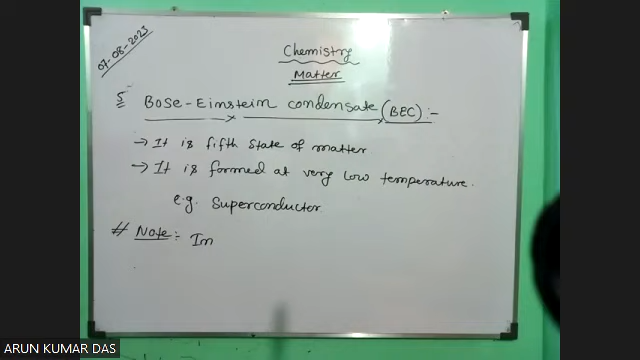 07-08-2023
Chemistry
Matter
5 Bose-Einstein condensate (BEC) :-
→ It is fifth state of matter
→ It is formed at very low temperature.
e.g. Superconductor
# Note:- In
ARUN KUMAR DAS